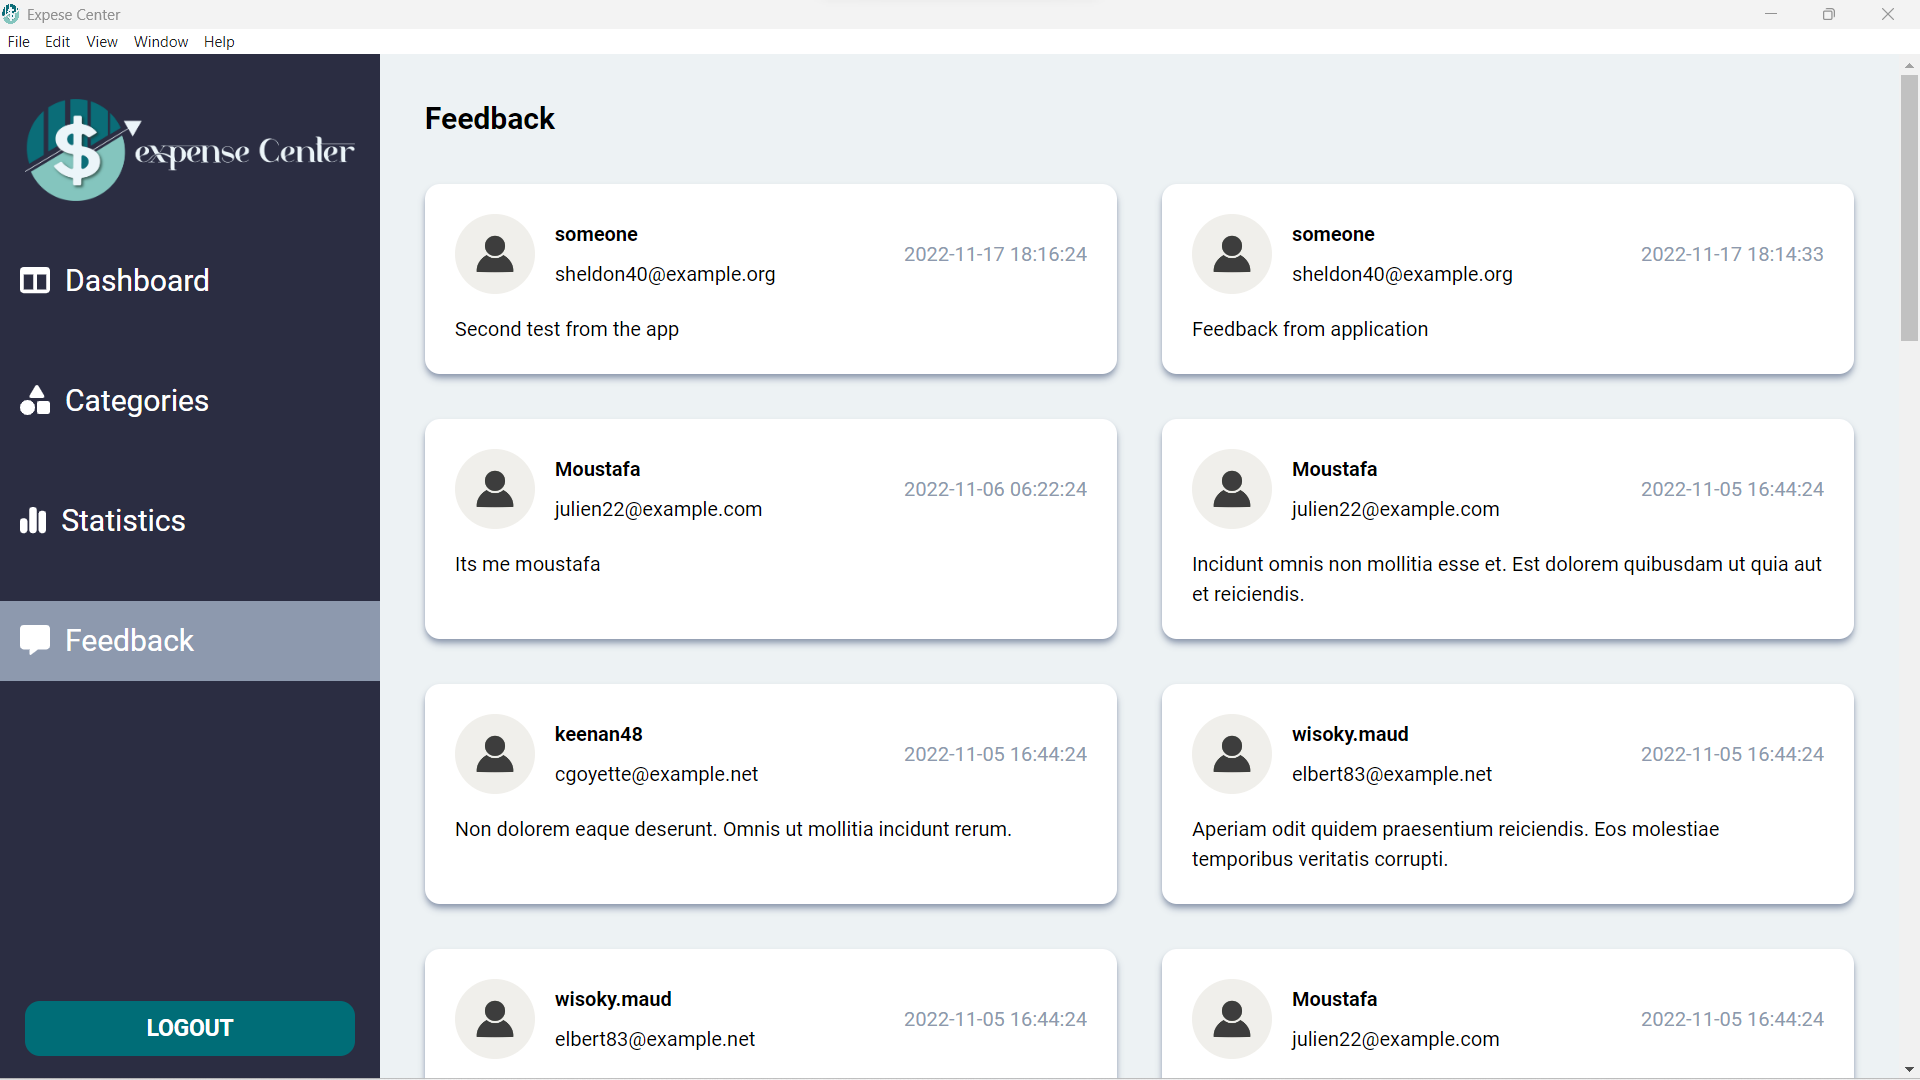 Expese Center
File Edit View Window Help
$ expense Center
Dashboard
Categories
Statistics
Feedback
LOGOUT
Feedback
someone
sheldon40@example.org
2022-11-17 18:16:24
Second test from the app
someone
sheldon40@example.org
2022-11-17 18:14:33
Feedback from application
Moustafa
julien22@example.com
2022-11-06 06:22:24
Its me moustafa
Moustafa
julien22@example.com
2022-11-05 16:44:24
Incidunt omnis non mollitia esse et. Est dolorem quibusdam ut quia aut
et reiciendis.
keenan48
cgoyette@example.net
2022-11-05 16:44:24
Non dolorem eaque deserunt. Omnis ut mollitia incidunt rerum.
wisoky.maud
elbert83@example.net
2022-11-05 16:44:24
Aperiam odit quidem praesentium reiciendis. Eos molestiae
temporibus veritatis corrupti.
wisoky.maud
elbert83@example.net
2022-11-05 16:44:24
Moustafa
julien22@example.com
2022-11-05 16:44:24